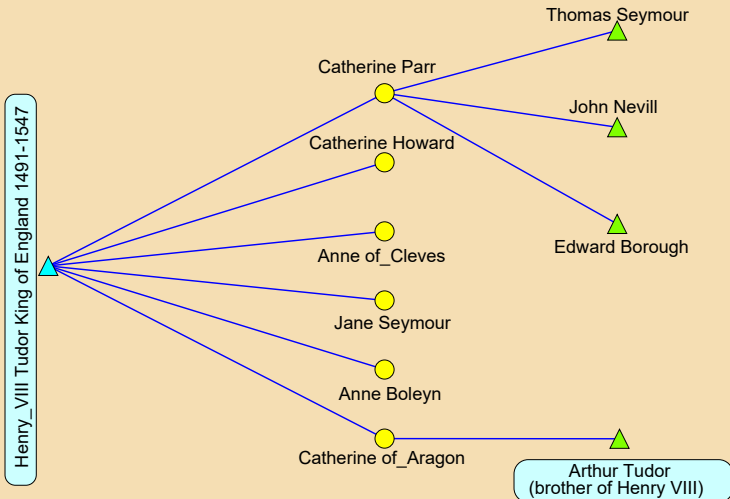 Thomas Seymour
Catherine Parr
John Nevill
Catherine Howard
Edward Borough
Anne of_Cleves
Henry_VIII Tudor King of England 1491-1547
Jane Seymour
Anne Boleyn
Catherine of_Aragon
Arthur Tudor
(brother of Henry VIII)